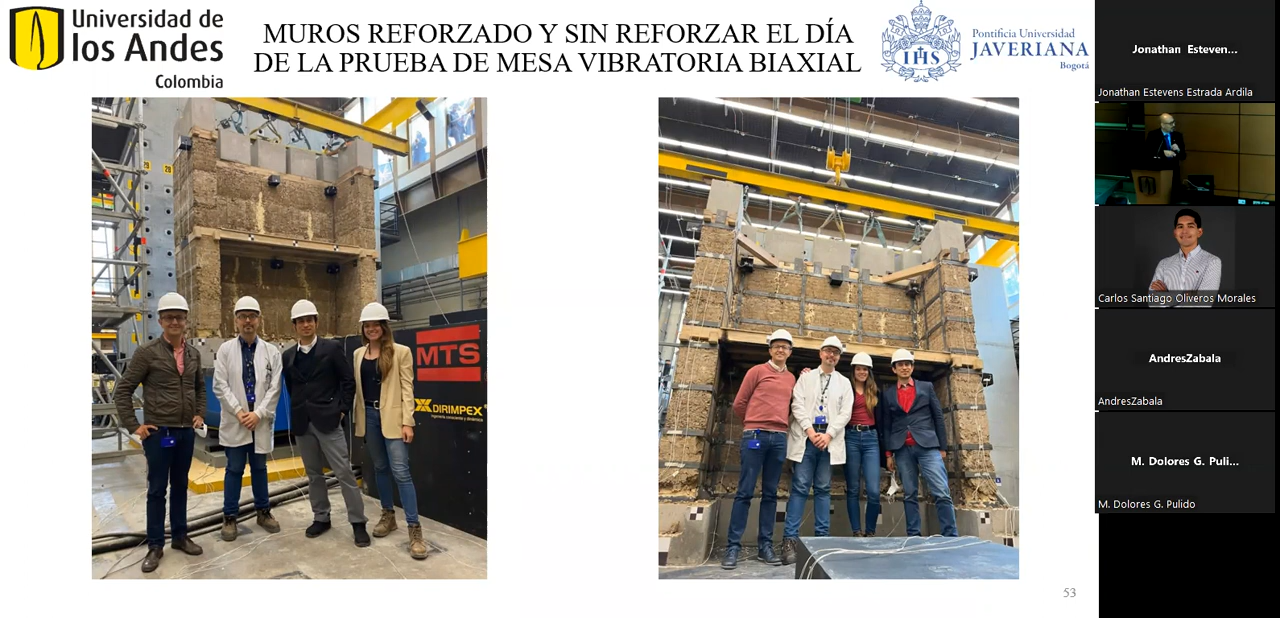 Universidad de
los Andes
Colombia
MUROS REFORZADO Y SIN REFORZAR EL DÍA
DE LA PRUEBA DE MESA VIBRATORIA BIAXIAL
IHS
Pontificia Universidad
JAVERIANA
Bogotá
MTS
DIRIMPEX
53
Jonathan Esteven...
Jonathan Estevens Estrada Ardila
Carlos Santiago Oliveros Morales
AndresZabala
AndresZabala
M. Dolores G. Puli...
M. Dolores G. Pulido